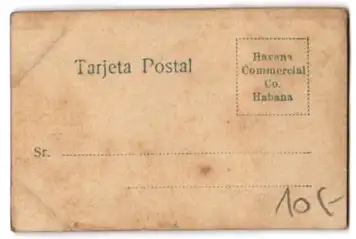 Tarjeta Postal
Havana
Commercial
Co.
Habana
Sr.
10.-